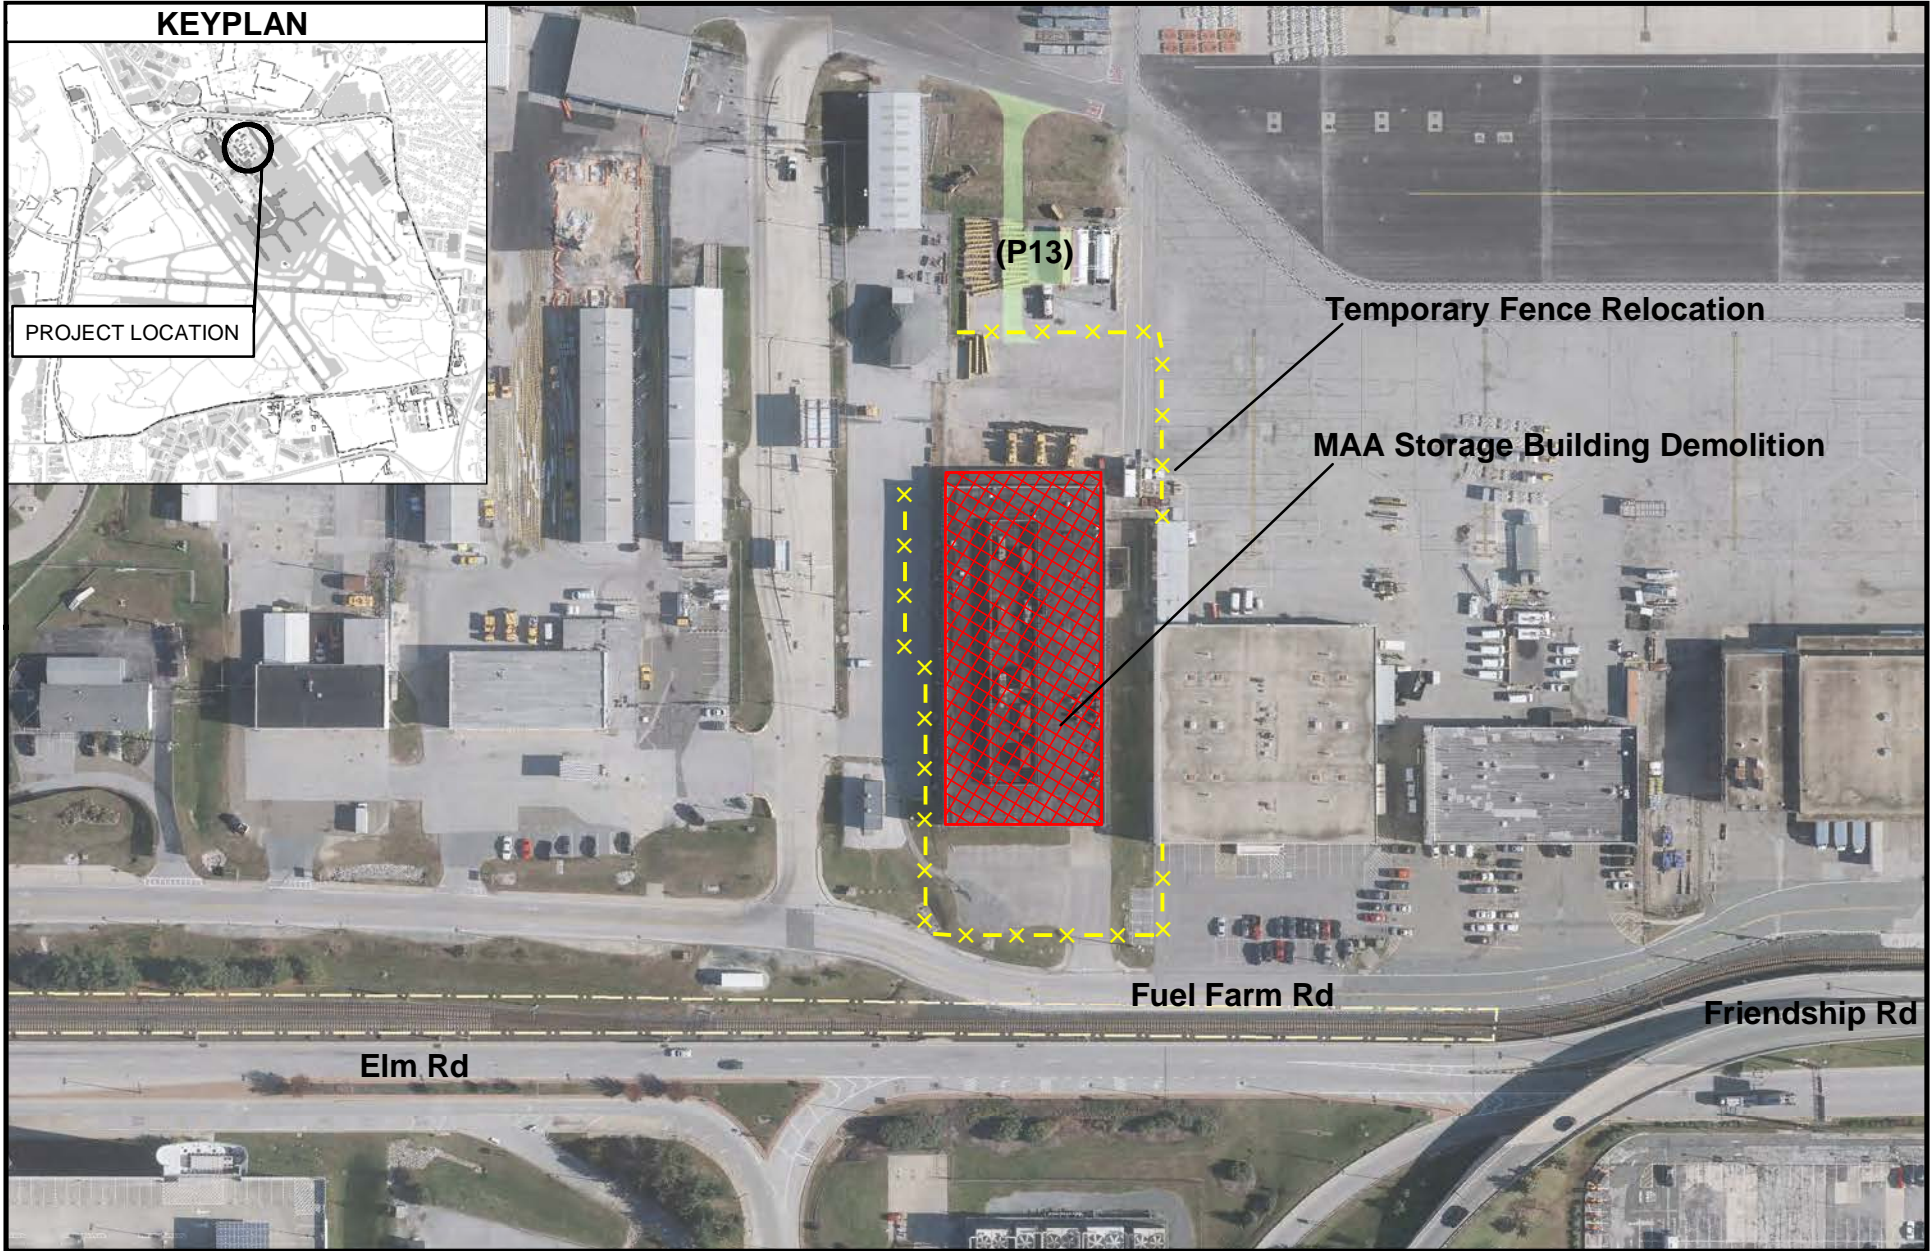 KEYPLAN
PROJECT LOCATION
(P13)
Temporary Fence Relocation
MAA Storage Building Demolition
Fuel Farm Rd
Friendship Rd
Elm Rd